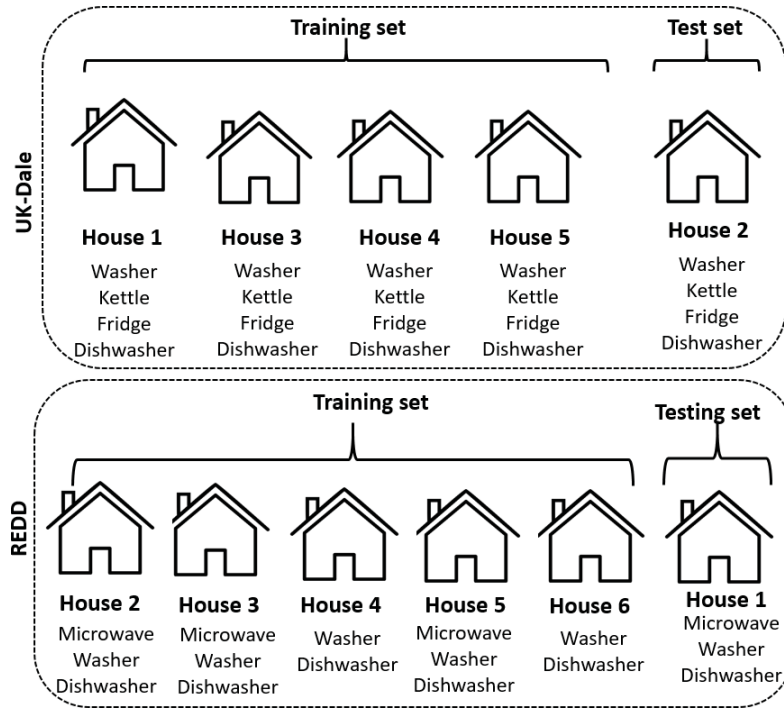 Training set
Test set
UK-Dale
House 1
Washer
Kettle
Fridge
Dishwasher
House 3
Washer
Kettle
Fridge
Dishwasher
House 4
Washer
Kettle
Fridge
Dishwasher
House 5
Washer
Kettle
Fridge
Dishwasher
House 2
Washer
Kettle
Fridge
Dishwasher
Training set
Testing set
REDD
House 2
Microwave
Washer
Dishwasher
House 3
Microwave
Washer
Dishwasher
House 4
Washer
Dishwasher
House 5
Microwave
Washer
Dishwasher
House 6
Washer
Dishwasher
House 1
Microwave
Washer
Dishwasher